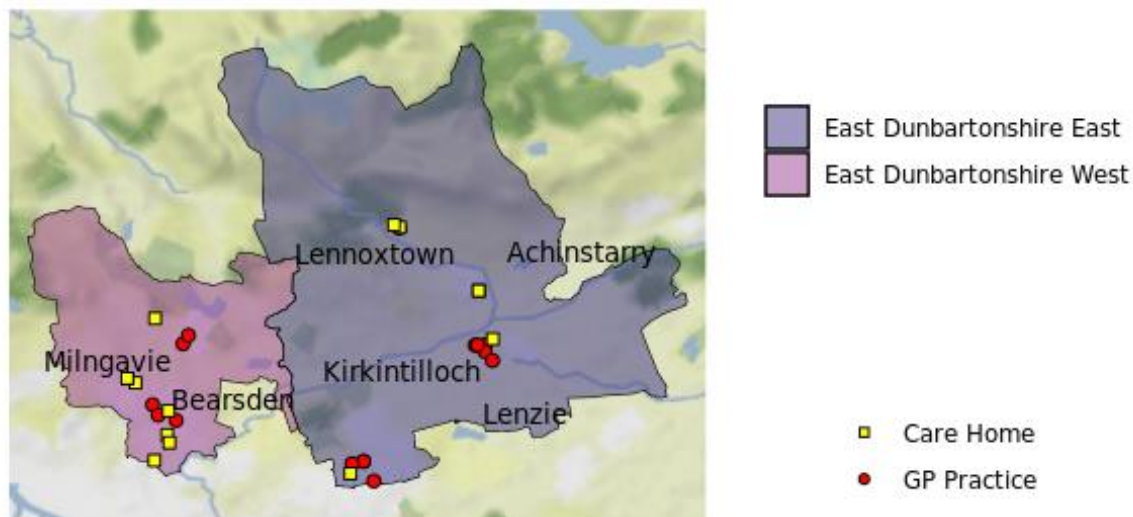 East Dunbartonshire East
East Dunbartonshire West
Lennoxtown
Achinstarry
Milngavie
Kirkintilloch
Bearsden
Lenzie
Care Home
GP Practice